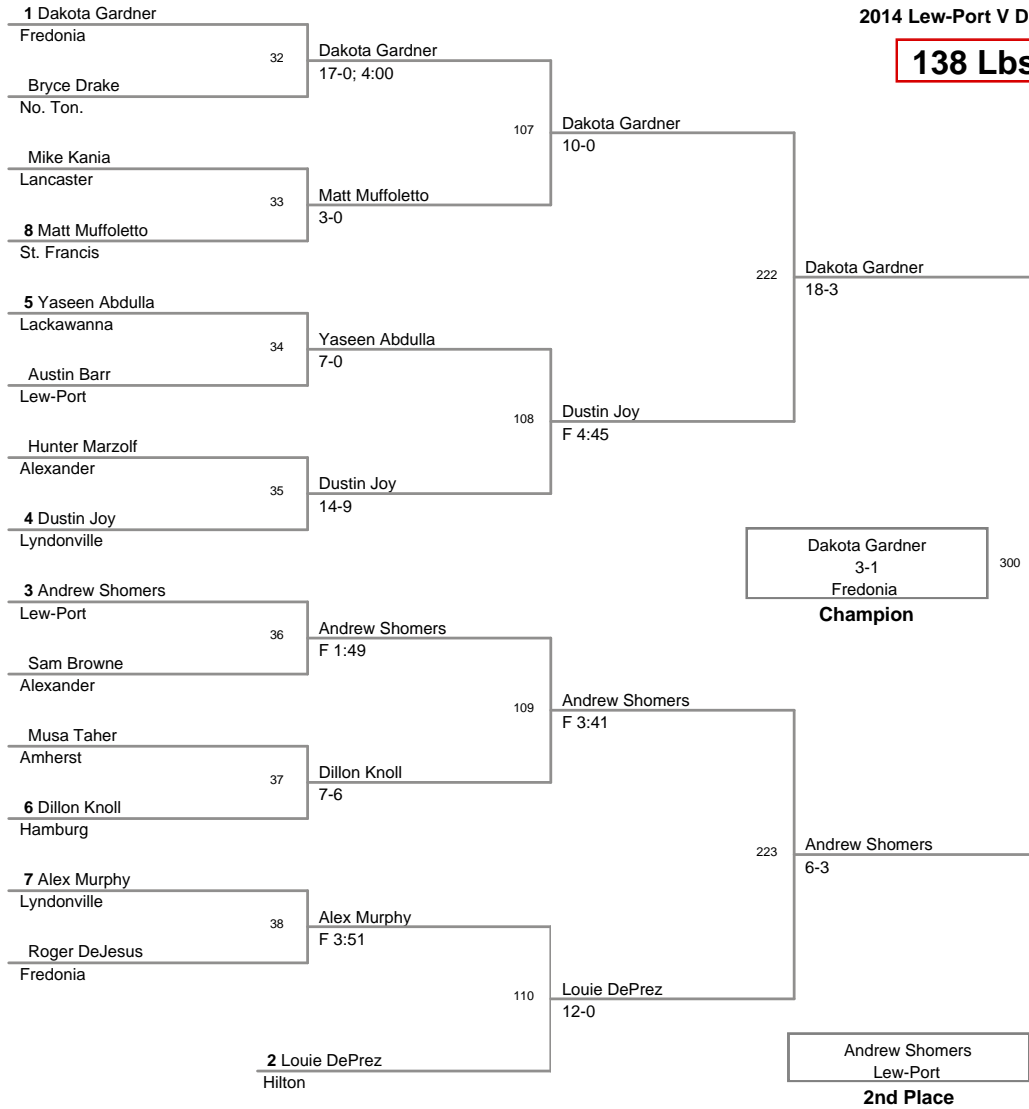 2014 Lew-Port V D
138 Lbs
1 Dakota Gardner
Fredonia
32
Bryce Drake
No. Ton.
Dakota Gardner
17-0; 4:00
Mike Kania
Lancaster
33
8 Matt Muffoletto
St. Francis
Matt Muffoletto
3-0
107
Dakota Gardner
10-0
5 Yaseen Abdulla
Lackawanna
34
Austin Barr
Lew-Port
Yaseen Abdulla
7-0
Hunter Marzolf
Alexander
35
4 Dustin Joy
Lyndonville
Dustin Joy
14-9
108
Dustin Joy
F 4:45
222
Dakota Gardner
18-3
Dakota Gardner
3-1
Fredonia
300
Champion
3 Andrew Shomers
Lew-Port
36
Sam Browne
Alexander
Andrew Shomers
F 1:49
Musa Taher
Amherst
37
6 Dillon Knoll
Hamburg
Dillon Knoll
7-6
109
Andrew Shomers
F 3:41
7 Alex Murphy
Lyndonville
38
Roger DeJesus
Fredonia
Alex Murphy
F 3:51
2 Louie DePrez
Hilton
110
Louie DePrez
12-0
223
Andrew Shomers
6-3
Andrew Shomers
Lew-Port
2nd Place